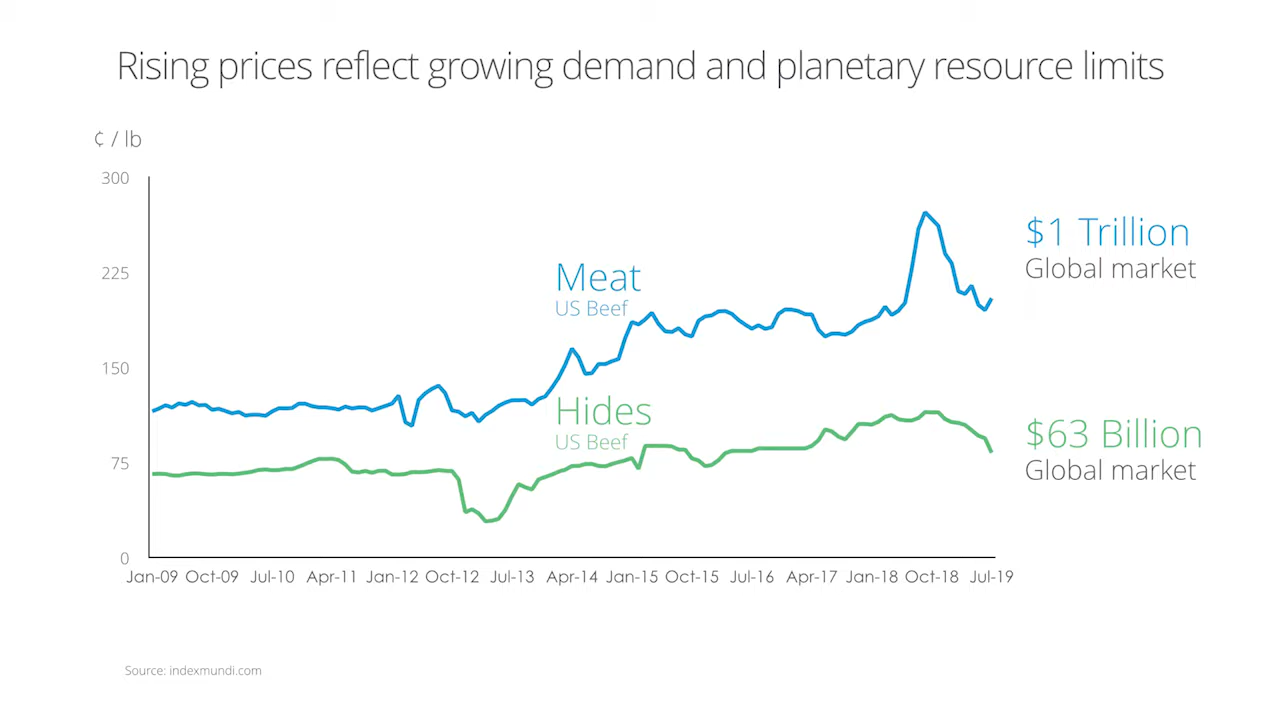 Rising prices reflect growing demand and planetary resource limits
¢ / lb
300
225
150
75
0
Meat
US Beef
Hides
US Beef
$1 Trillion
Global market
$63 Billion
Global market
Jan-09 Oct-09 Jul-10 Apr-11 Jan-12 Oct-12 Jul-13 Apr-14 Jan-15 Oct-15 Jul-16 Apr-17 Jan-18 Oct-18 Jul-19
Source: indexmundi.com